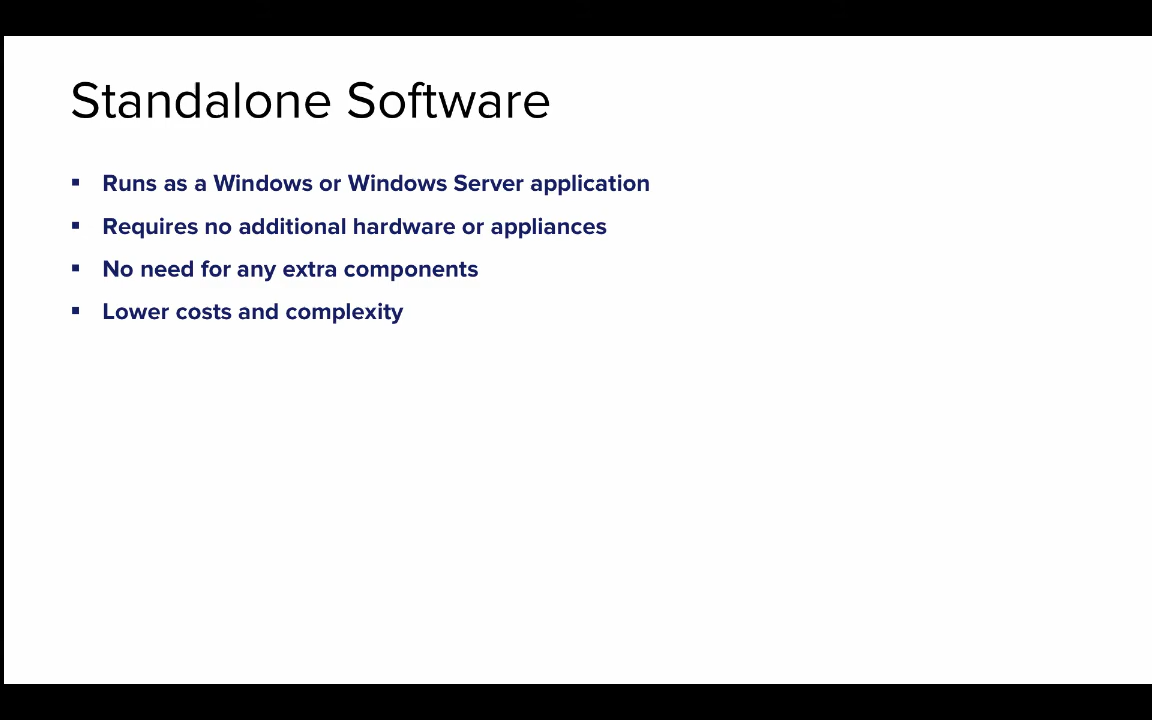 Standalone Software
▪ Runs as a Windows or Windows Server application
▪ Requires no additional hardware or appliances
▪ No need for any extra components
▪ Lower costs and complexity